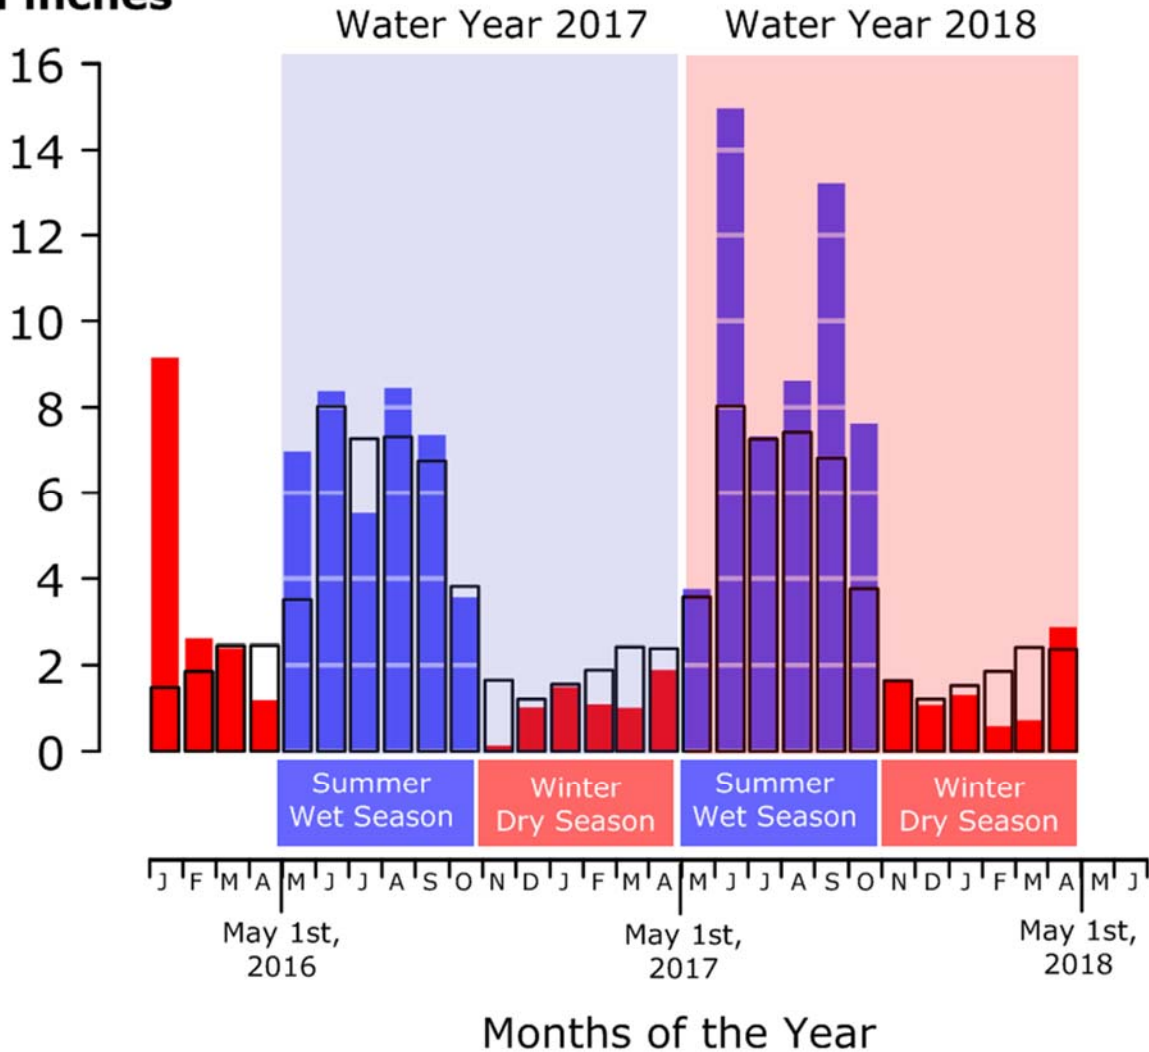 inches
Water Year 2017 Water Year 2018
16
14
12
10
8
6
4
2
0
Summer
Wet Season
Winter
Dry Season
Summer
Wet Season
Winter
Dry Season
J F M A M J J A S O N D J F M A M J J A S O N D J F M A M J
May 1st,
2016
May 1st,
2017
May 1st,
2018
Months of the Year